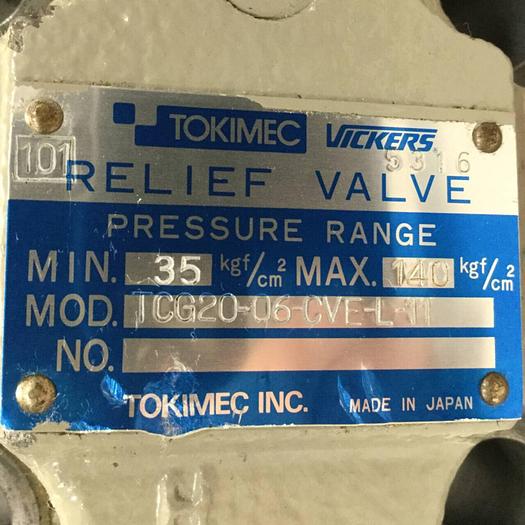 TOKIMEC VICKERS
101 5316
RELIEF VALVE
PRESSURE RANGE
MIN. 35 kgf/cm2 MAX. 140 kgf/cm2
MOD. TCG20-06-CVE-L-11
NO.
TOKIMEC INC. MADE IN JAPAN